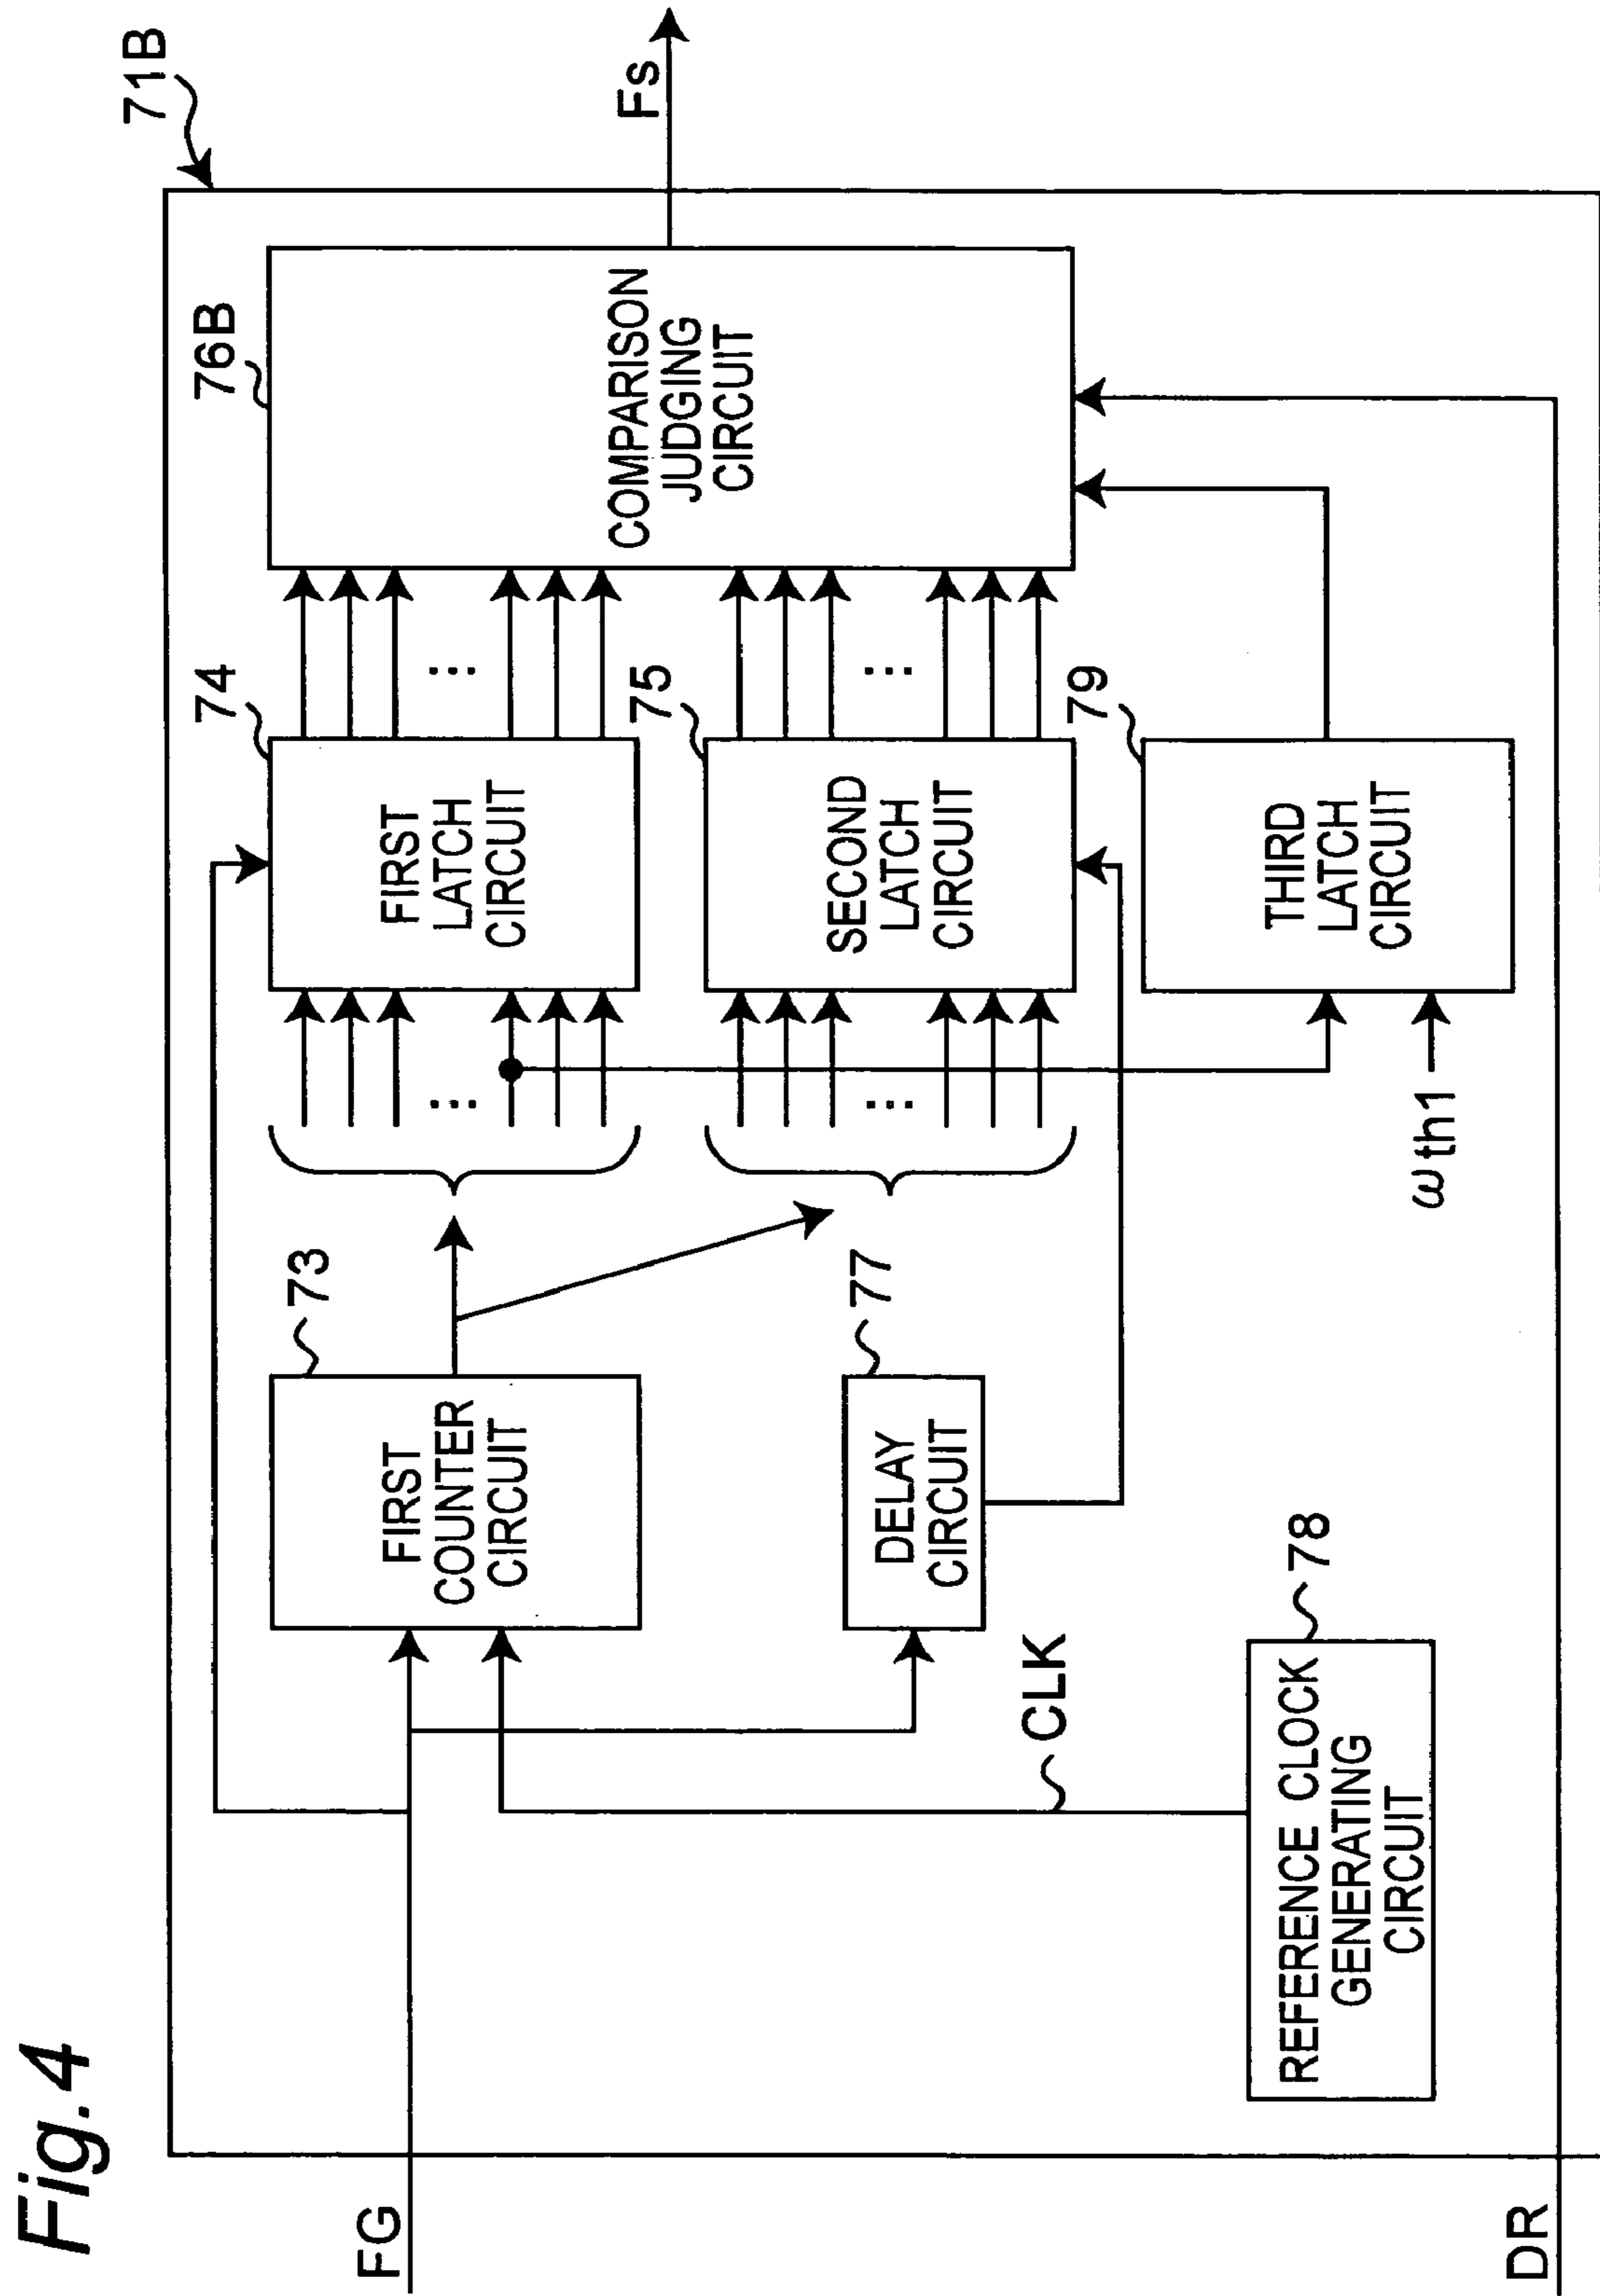 Fig.4
71B
FG
Fs
73
FIRST
COUNTER
CIRCUIT
74
FIRST
LATCH
CIRCUIT
⋮
⋮
76B
COMPARISON
JUDGING
CIRCUIT
77
DELAY
CIRCUIT
75
SECOND
LATCH
CIRCUIT
⋮
⋮
CLK
78
REFERENCE CLOCK
GENERATING
CIRCUIT
79
THIRD
LATCH
CIRCUIT
ωth1
DR